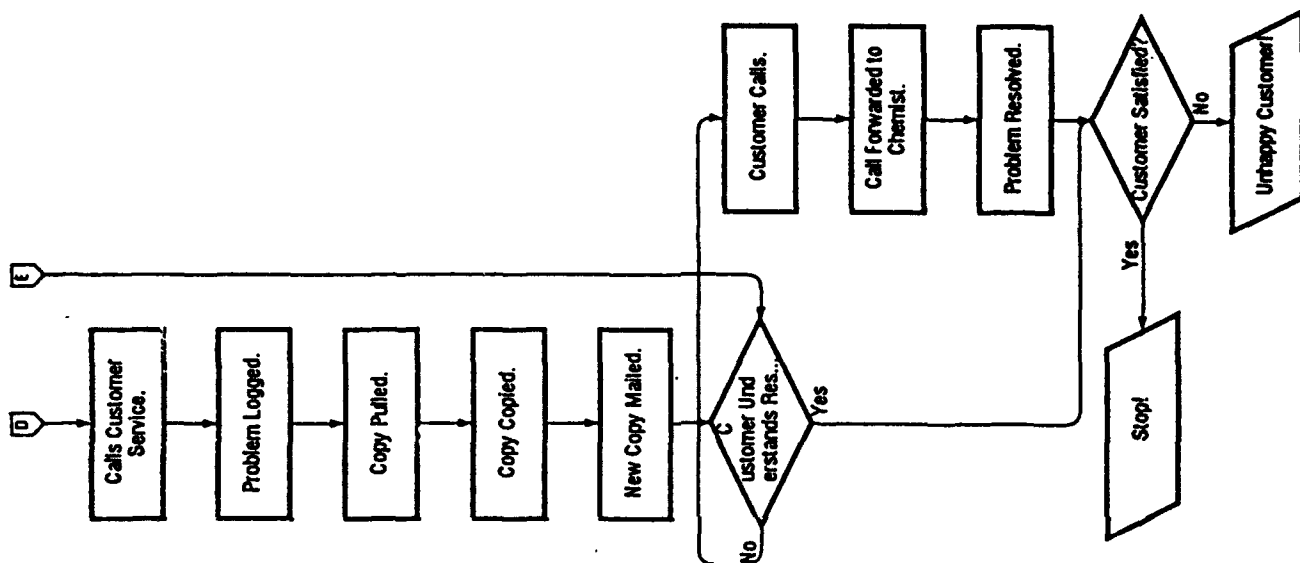 D
E
Calls Customer
Service.
Problem Logged.
Copy Pulled.
Copy Copied.
New Copy Mailed.
C
ustomer Und
erstands Res...
No
Yes
Customer Calls.
Call Forwarded to
Chemist.
Problem Resolved.
Customer Satisfied?
Yes
No
Stop!
Unhappy Customer!